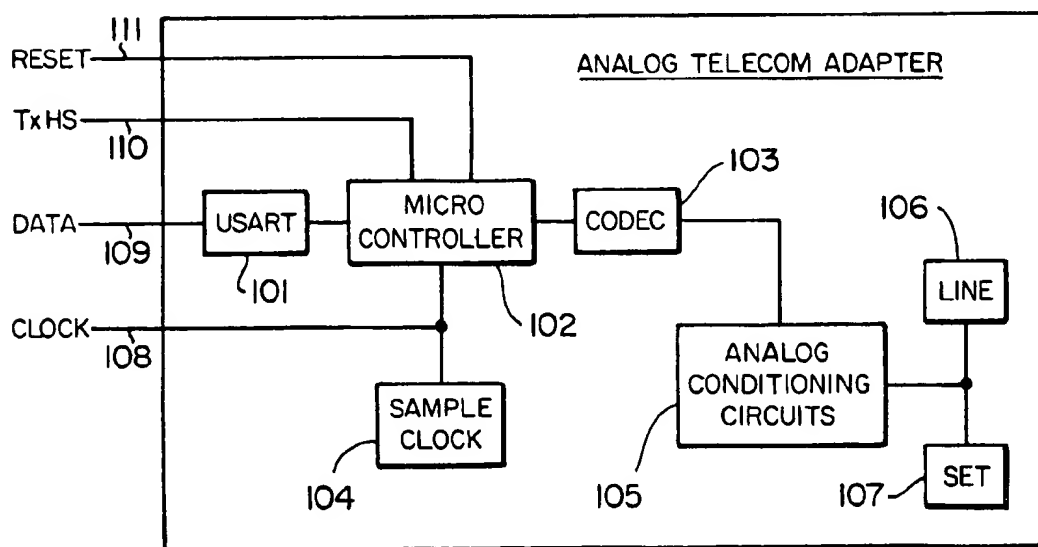 111
RESET
ANALOG TELECOM ADAPTER
TxHS
110
103
MICRO
CONTROLLER
CODEC
106
DATA
USART
109
101
LINE
CLOCK
102
108
ANALOG
CONDITIONING
CIRCUITS
SAMPLE
CLOCK
SET
104
105
107